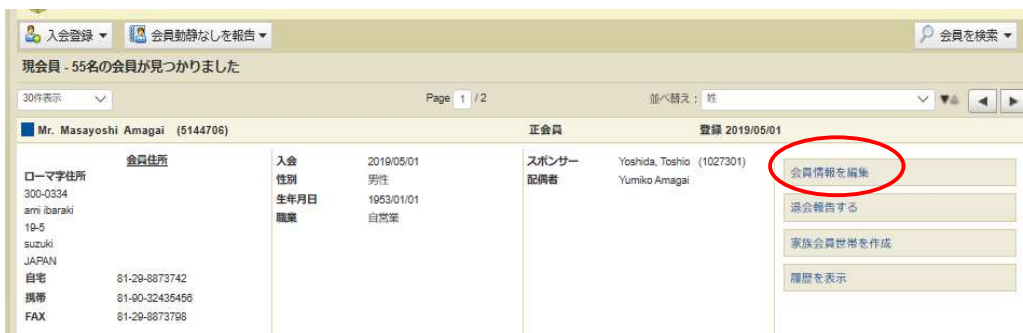 入会登録 ▼ 会員動静なしを報告▼ 会員を検索 ▼
現会員 - 55名の会員が見つかりました
30件表示 Page 1 / 2 並べ替え： 姓
Mr. Masayoshi Amagai (5144706) 正会員 登録 2019/05/01
会員住所
ローマ字住所
300-0334
ami ibaraki
19-5
suzuki
JAPAN
自宅 81-29-8873742
携帯 81-90-32435456
FAX 81-29-8873798
入会 2019/05/01
性別 男性
生年月日 1953/01/01
職業 自営業
スポンサー Yoshida, Toshio (1027301)
配偶者 Yumiko Amagai
会員情報を編集
退会報告する
家族会員世帯を作成
履歴を表示